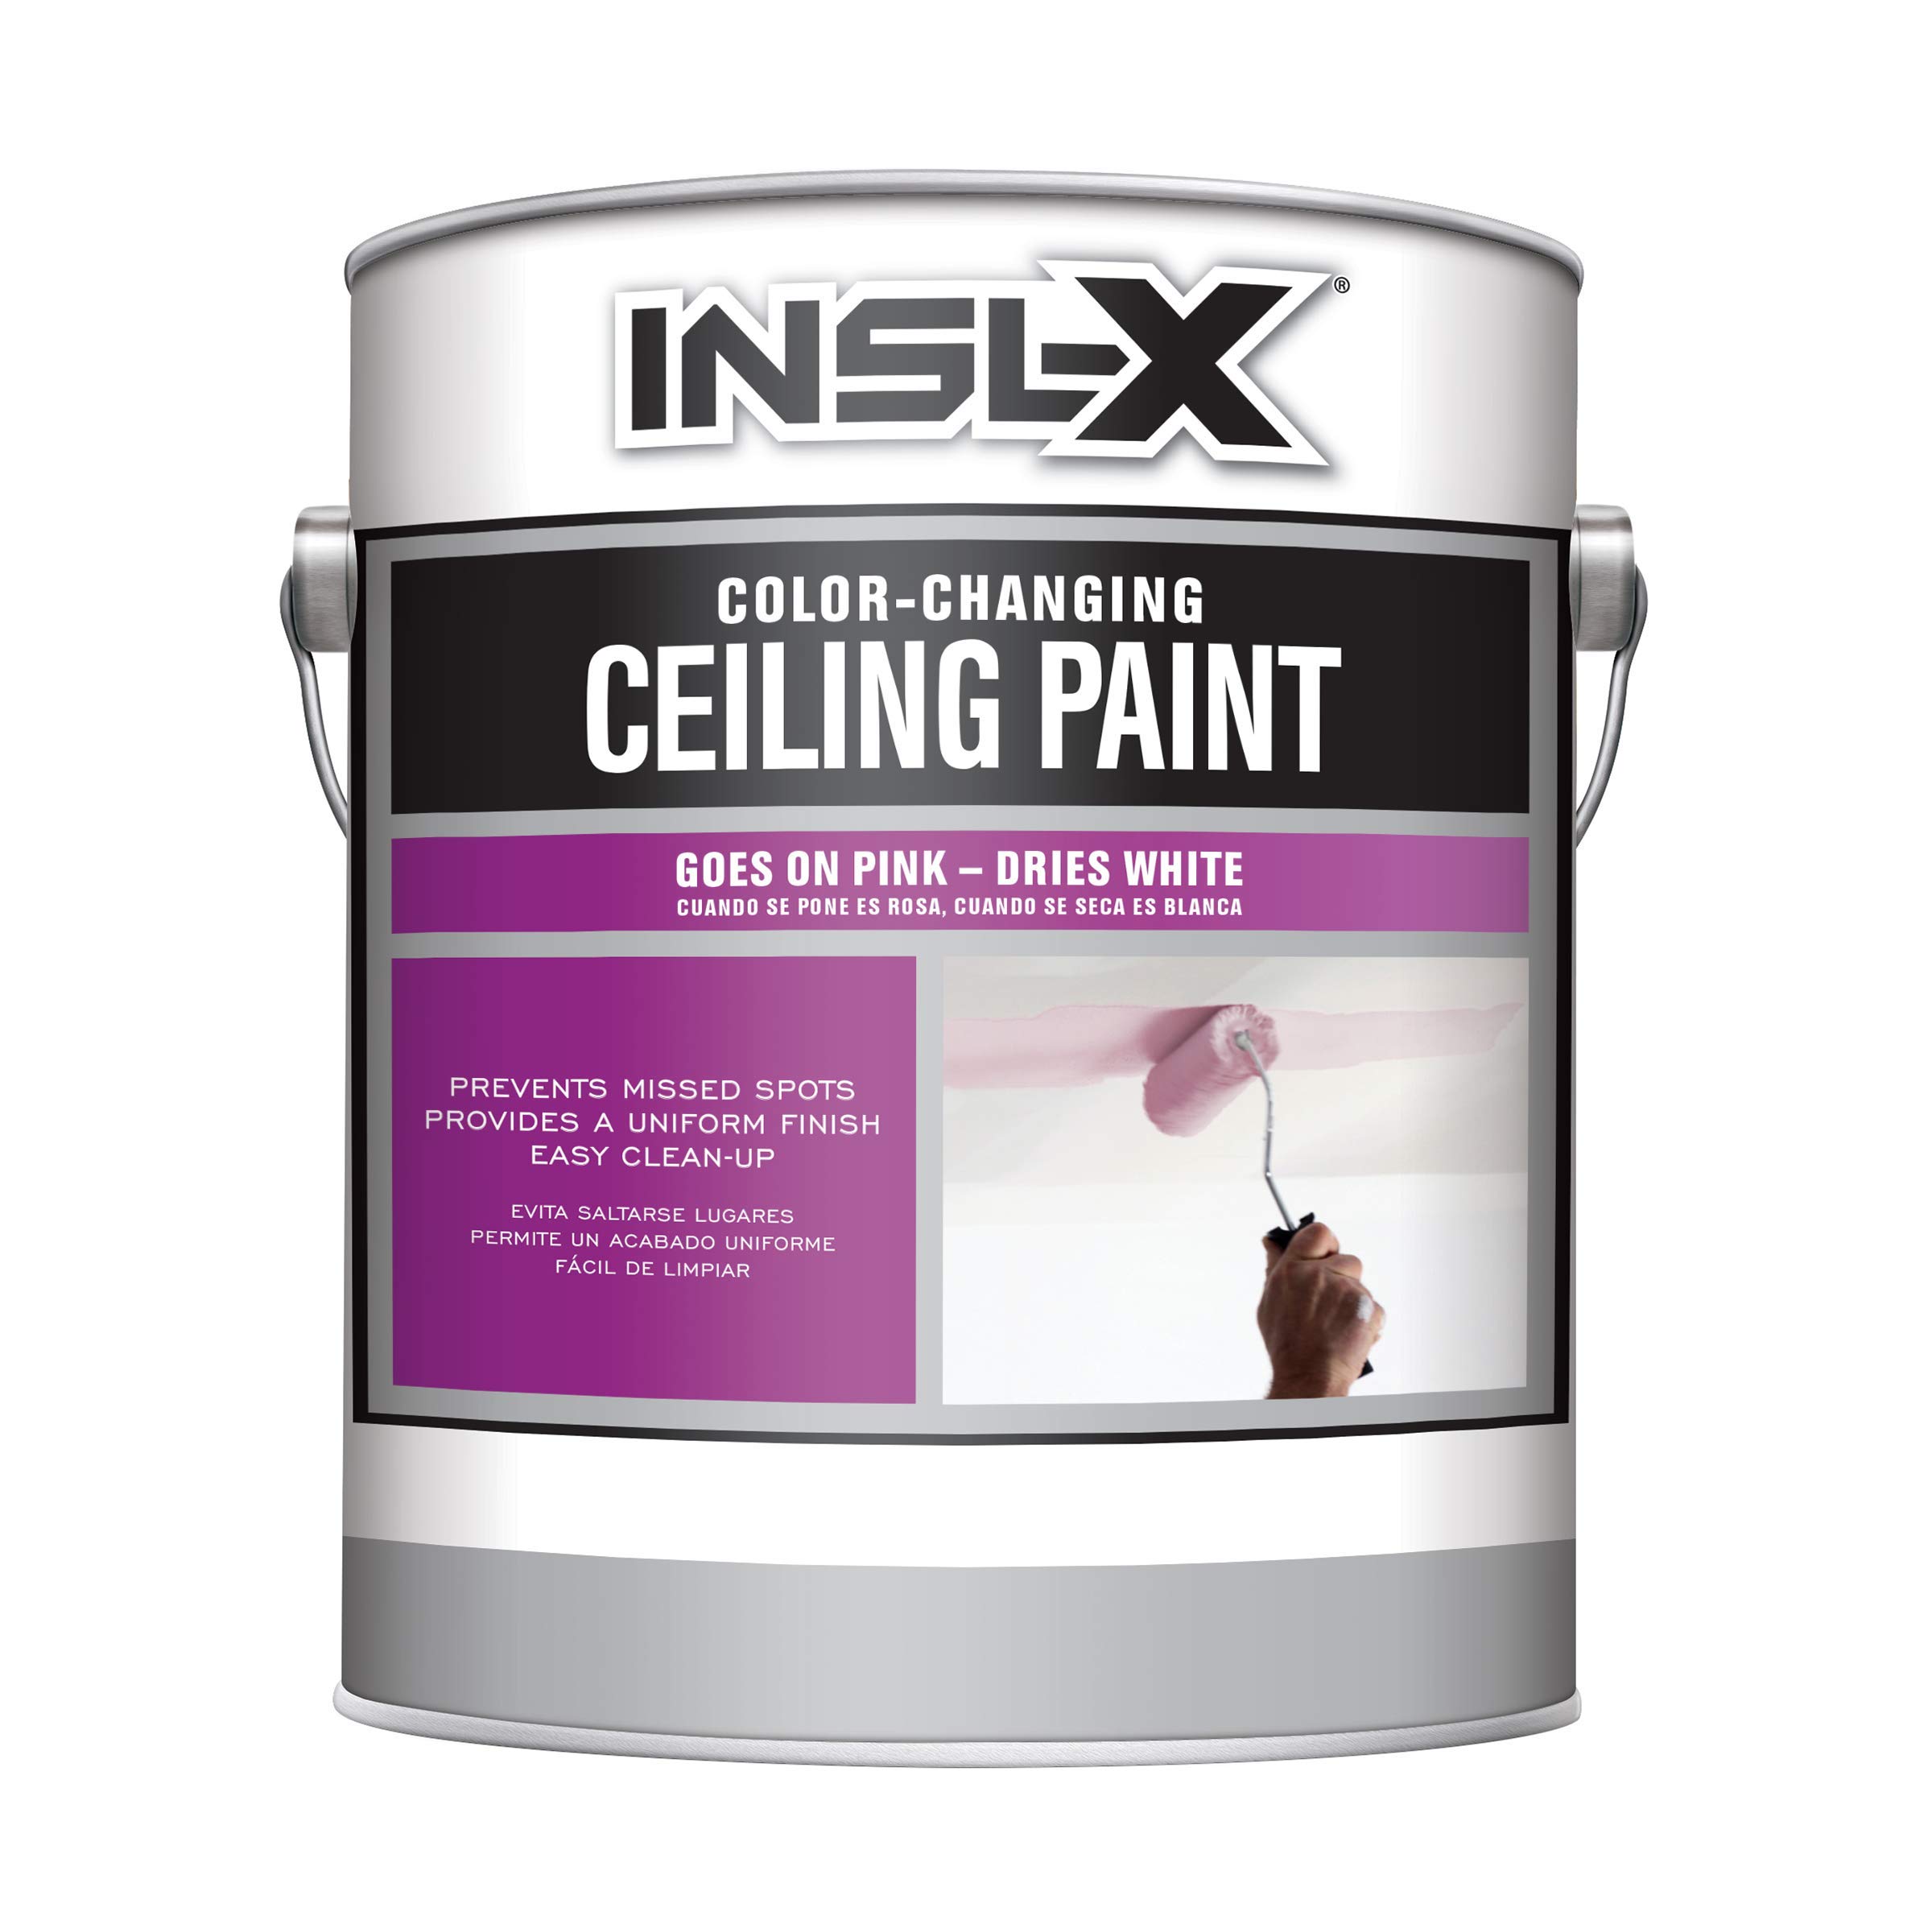 INSL-X®
COLOR-CHANGING
CEILING PAINT
GOES ON PINK – DRIES WHITE
CUANDO SE PONE ES ROSA, CUANDO SE SECA ES BLANCA
PREVENTS MISSED SPOTS
PROVIDES A UNIFORM FINISH
EASY CLEAN-UP
EVITA SALTARSE LUGARES
PERMITE UN ACABADO UNIFORME
FÁCIL DE LIMPIAR